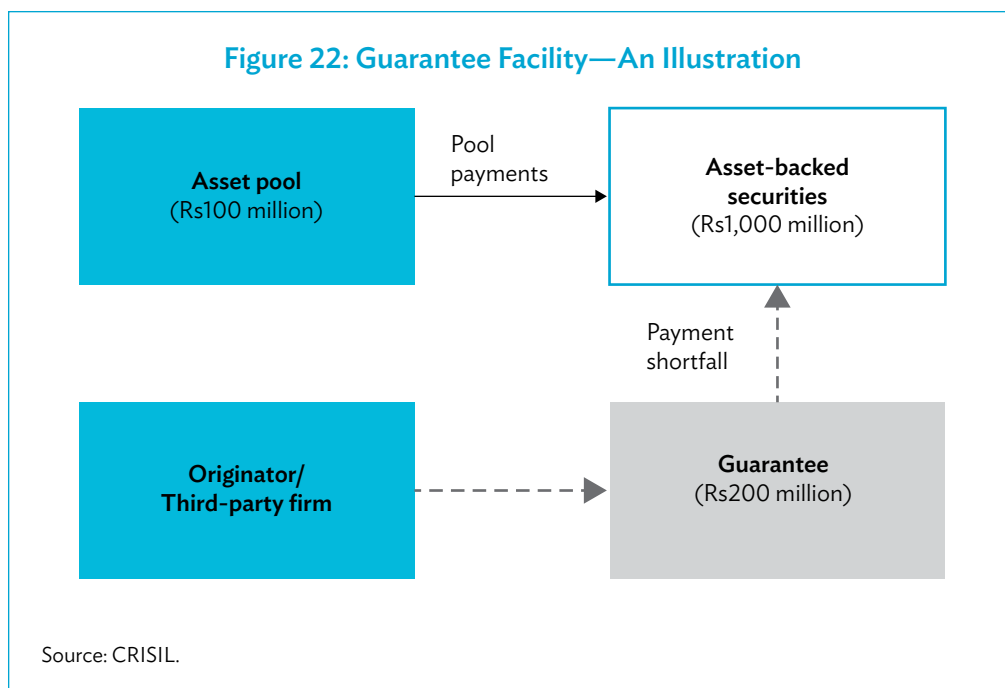 Figure 22: Guarantee Facility—An Illustration
Asset pool
(Rs100 million)
Pool
payments
Asset-backed
securities
(Rs1,000 million)
Payment
shortfall
Originator/
Third-party firm
Guarantee
(Rs200 million)
Source: CRISIL.